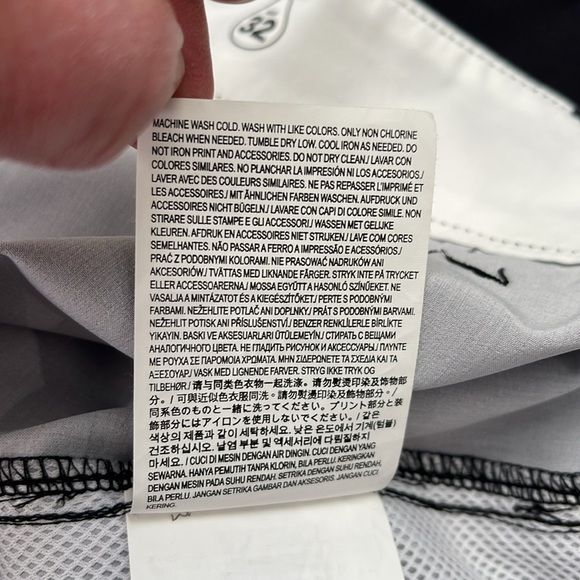 32
MACHINE WASH COLD. WASH WITH LIKE COLORS. ONLY NON CHLORINE
BLEACH WHEN NEEDED. TUMBLE DRY LOW. COOL IRON AS NEEDED. DO
NOT IRON PRINT AND ACCESSORIES. DO NOT DRY CLEAN./ LAVAR CON
COLORES SIMILARES. NO PLANCHAR LA IMPRESIÓN NI LOS ACCESORIOS./
LAVER AVEC DES COULEURS SIMILAIRES. NE PAS REPASSER L'IMPRIMÉ ET
LES ACCESSOIRES./ MIT ÄHNLICHEN FARBEN WASCHEN. AUFDRUCK UND
ACCESSOIRES NICHT BÜGELN./ LAVARE CON CAPI DI COLORE SIMILE. NON
STIRARE SULLE STAMPE E GLI ACCESSORI./ WASSEN MET GELIJKE
KLEUREN. AFDRUK EN ACCESSOIRES NIET STRIJKEN./ LAVE COM CORES
SEMELHANTES. NÃO PASSAR A FERRO A IMPRESSÃO E ACESSÓRIOS./
PRAĆ Z PODOBNYMI KOLORAMI. NIE PRASOWAĆ NADRUKÓW ANI
AKCESORIÓW./ TVÄTTAS MED LIKNANDE FÄRGER. STRYK INTE PÅ TRYCKET
ELLER ACCESSOARERNA./ MOSSA EGYÜTT A HASONLÓ SZÍNŰEKET. NE
VASALJA A MINTÁZATOT ÉS A KIEGÉSZÍTŐKET./ PERTE S PODOBNÝMI
FARBAMI. NEŽEHLITE POTLAČ ANI DOPLNKY./ PRÁT S PODOBNÝMI BARVAMI.
NEŽEHLIT POTISK ANI PŘÍSLUŠENSTVÍ./ BENZER RENKLİLERLE BİRLİKTE
YIKAYIN. BASKI VE AKSESUARLARI ÜTÜLEMEYİN./ СТИРАТЬ С ВЕЩАМИ
АНАЛОГИЧНОГО ЦВЕТА. НЕ ГЛАДИТЬ РИСУНОК И АКСЕССУАРЫ./ ΠΛΥΝΤΕ
ΜΕ ΡΟΥΧΑ ΣΕ ΠΑΡΟΜΟΙΑ ΧΡΩΜΑΤΑ. ΜΗΝ ΣΙΔΕΡΩΝΕΤΕ ΤΑ ΣΧΕΔΙΑ ΚΑΙ ΤΑ
ΑΞΕΣΟΥΑΡ./ VASK MED LIGNENDE FARVER. STRYG IKKE TRYK OG
TILBEHØR./ 请与同类色衣物一起洗涤。请勿熨烫印花及饰物部
分。/ 可與近似色衣服同洗。請勿熨燙印花及飾物部分。/
同系色のものと一緒に洗ってください。プリント部分と装
飾部分にはアイロンを使用しないでください。/ 같은
색상의 제품과 같이 세탁하세요. 낮은 온도에서 기계(텀블)
건조하십시오. 날염 부분 및 액세서리에 다림질하지
마세요. / CUCI DI MESIN DENGAN AIR DINGIN. CUCI DENGAN WARNA
SEWARNA. HANYA PEMUTIH TANPA KLORIN, BILA PERLU. KERINGKAN
DENGAN MESIN PADA SUHU RENDAH. SETRIKA DENGAN SUHU RENDAH,
BILA PERLU. JANGAN SETRIKA GAMBAR DAN AKSESORIS. JANGAN CUCI
KERING.